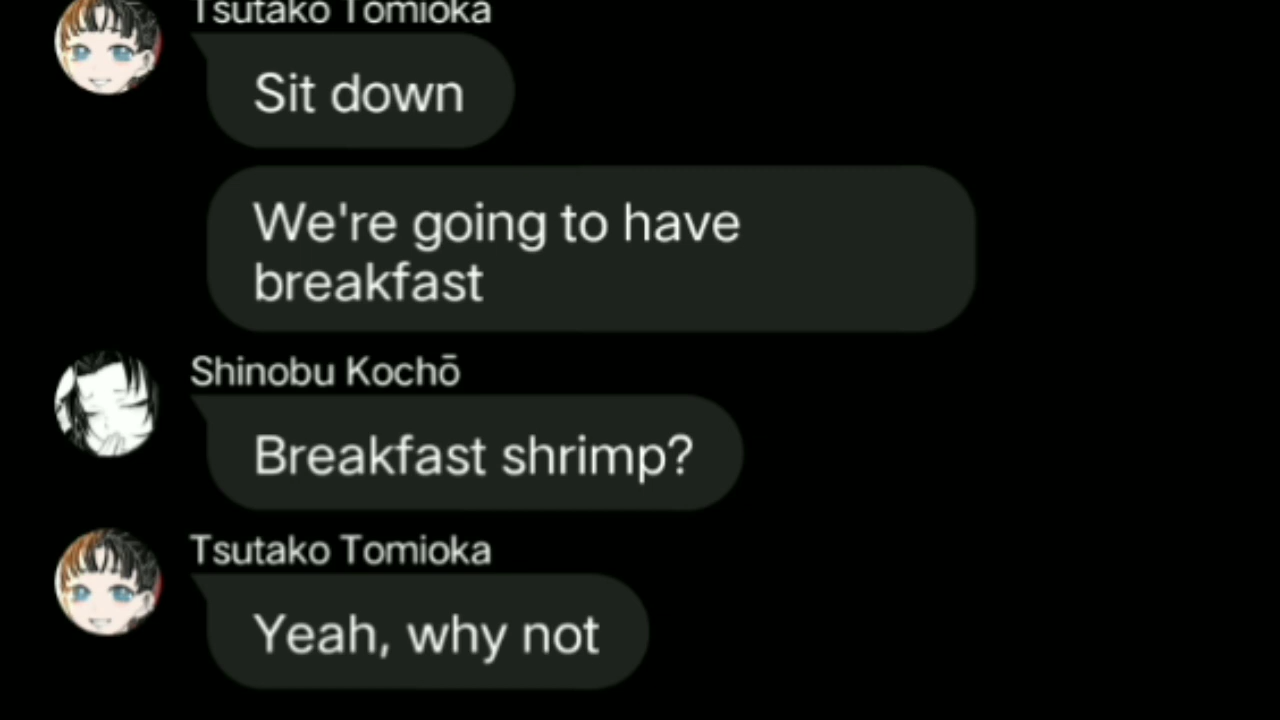 Tsutako Tomioka
Sit down
We're going to have
breakfast
Shinobu Kochō
Breakfast shrimp?
Tsutako Tomioka
Yeah, why not